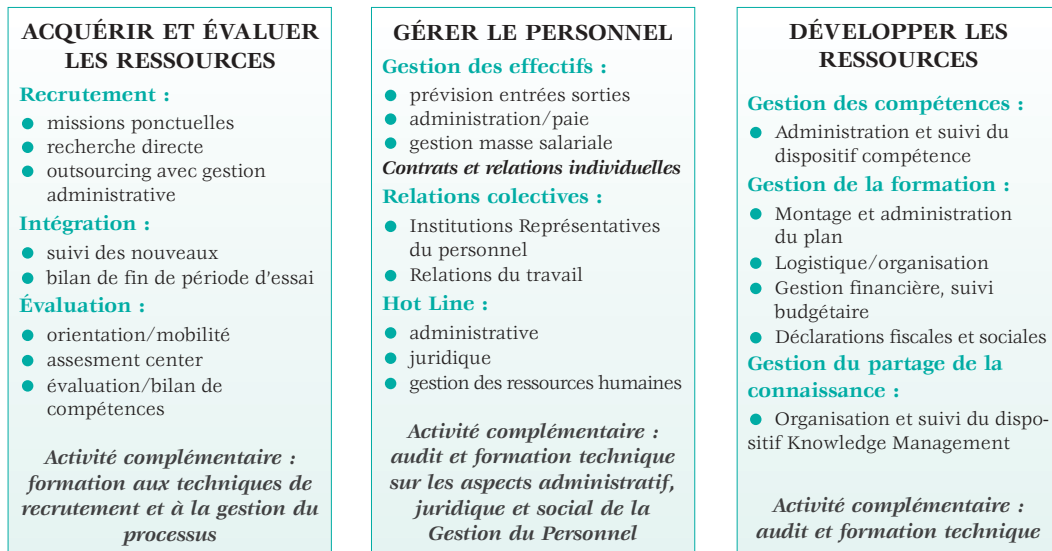 ACQUÉRIR ET ÉVALUER
LES RESSOURCES
Recrutement :
● missions ponctuelles
● recherche directe
● outsourcing avec gestion
administrative
Intégration :
● suivi des nouveaux
● bilan de fin de période d'essai
Évaluation :
● orientation/mobilité
● assesment center
● évaluation/bilan de
compétences
Activité complémentaire :
formation aux techniques de
recrutement et à la gestion du
processus
GÉRER LE PERSONNEL
Gestion des effectifs :
● prévision entrées sorties
● administration/paie
● gestion masse salariale
Contrats et relations individuelles
Relations colectives :
● Institutions Représentatives
du personnel
● Relations du travail
Hot Line :
● administrative
● juridique
● gestion des ressources humaines
Activité complémentaire :
audit et formation technique
sur les aspects administratif,
juridique et social de la
Gestion du Personnel
DÉVELOPPER LES
RESSOURCES
Gestion des compétences :
● Administration et suivi du
dispositif compétence
Gestion de la formation :
● Montage et administration
du plan
● Logistique/organisation
● Gestion financière, suivi
budgétaire
● Déclarations fiscales et sociales
Gestion du partage de la
connaissance :
● Organisation et suivi du dispo-
sitif Knowledge Management
Activité complémentaire :
audit et formation technique